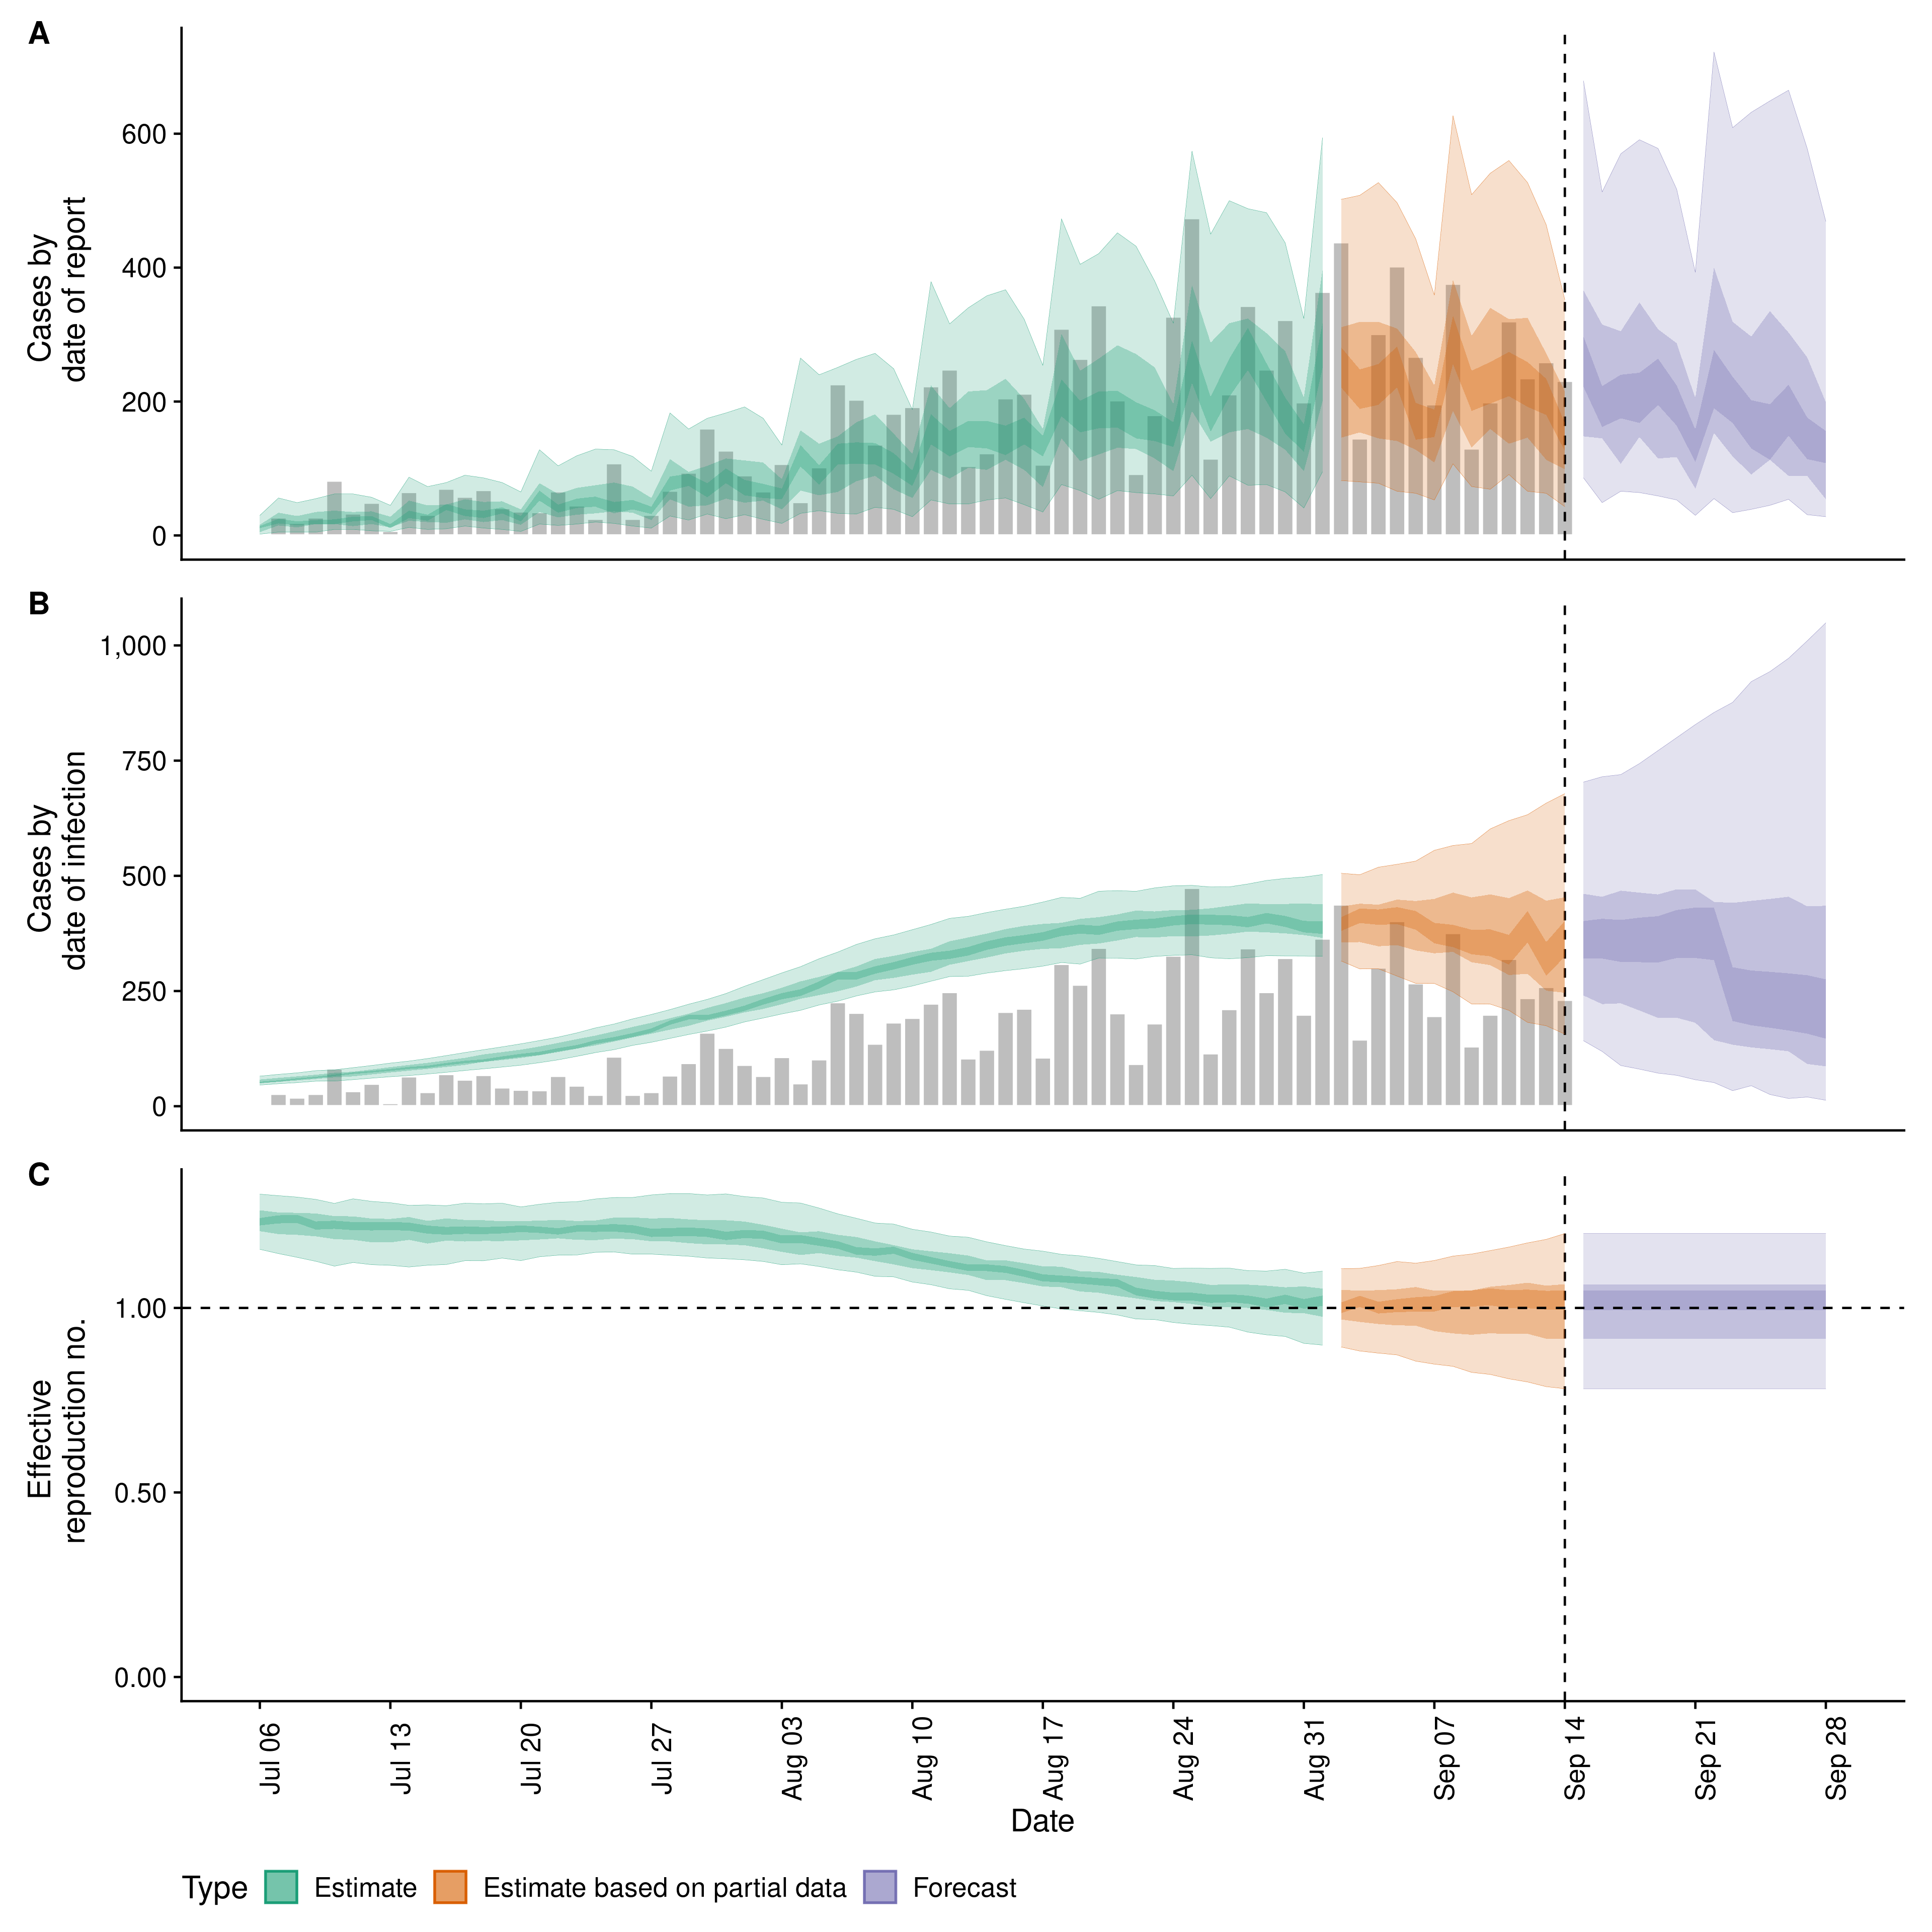 A
Cases by
date of report
600
400
200
0
B
Cases by
date of infection
1,000
750
500
250
0
C
Effective
reproduction no.
1.00
0.50
0.00
Jul 06
Jul 13
Jul 20
Jul 27
Aug 03
Aug 10
Aug 17
Aug 24
Aug 31
Sep 07
Sep 14
Sep 21
Sep 28
Date
Type Estimate Estimate based on partial data Forecast